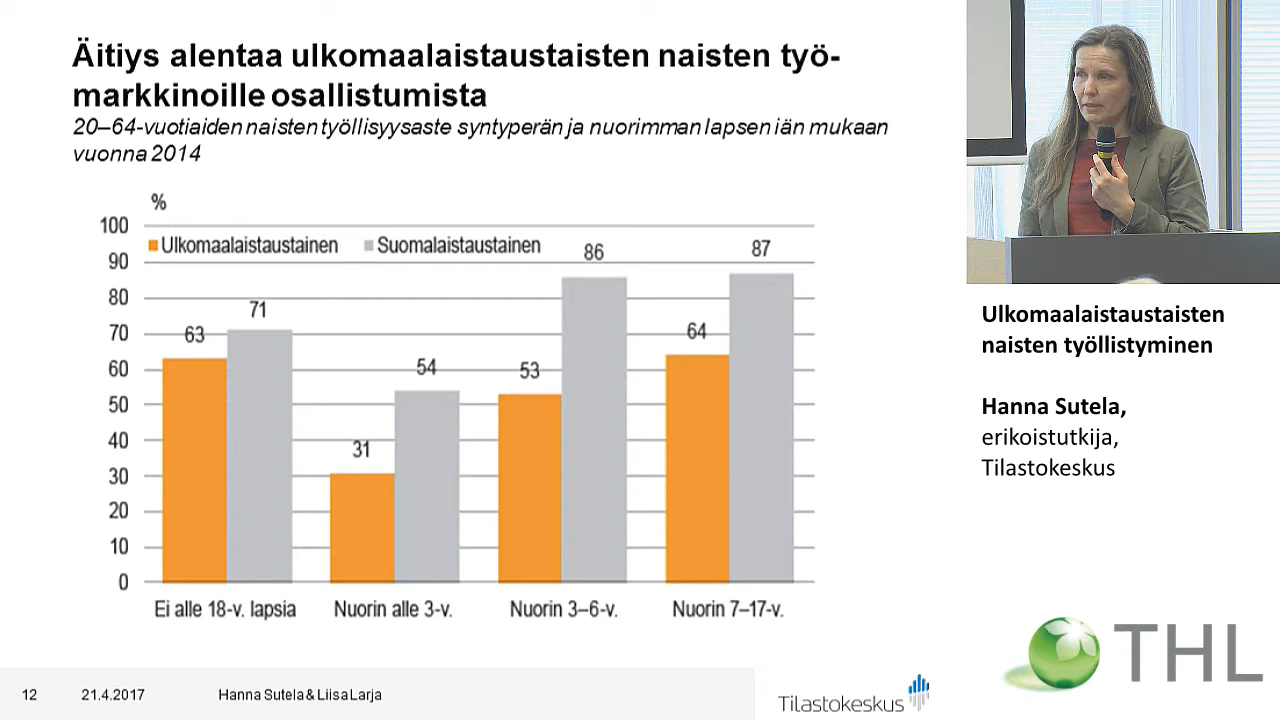 Äitiys alentaa ulkomaalaistaustaisten naisten työ-
markkinoille osallistumista
20–64-vuotiaiden naisten työllisyysaste syntyperän ja nuorimman lapsen iän mukaan
vuonna 2014
%
100
90
80
70
60
50
40
30
20
10
0
Ulkomaalaistaustainen
Suomalaistaustainen
63
71
31
54
53
86
64
87
Ei alle 18-v. lapsia
Nuorin alle 3-v.
Nuorin 3–6-v.
Nuorin 7–17-v.
12
21.4.2017
Hanna Sutela & Liisa Larja
Tilastokeskus
Ulkomaalaistaustaisten
naisten työllistyminen
Hanna Sutela,
erikoistutkija,
Tilastokeskus
THL